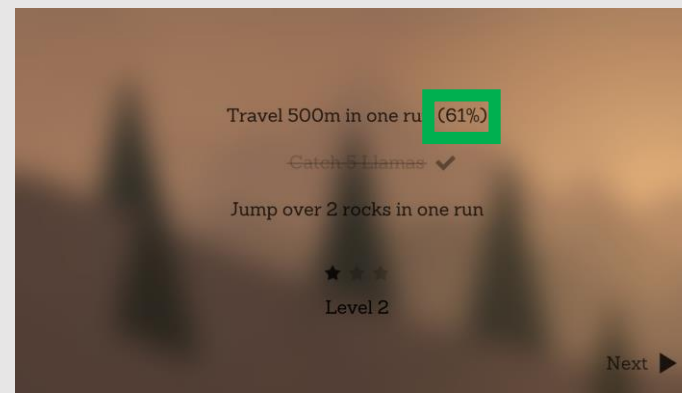 Travel 500m in one ru (61%)
Catch 5 Llamas
Jump over 2 rocks in one run
Level 2
Next